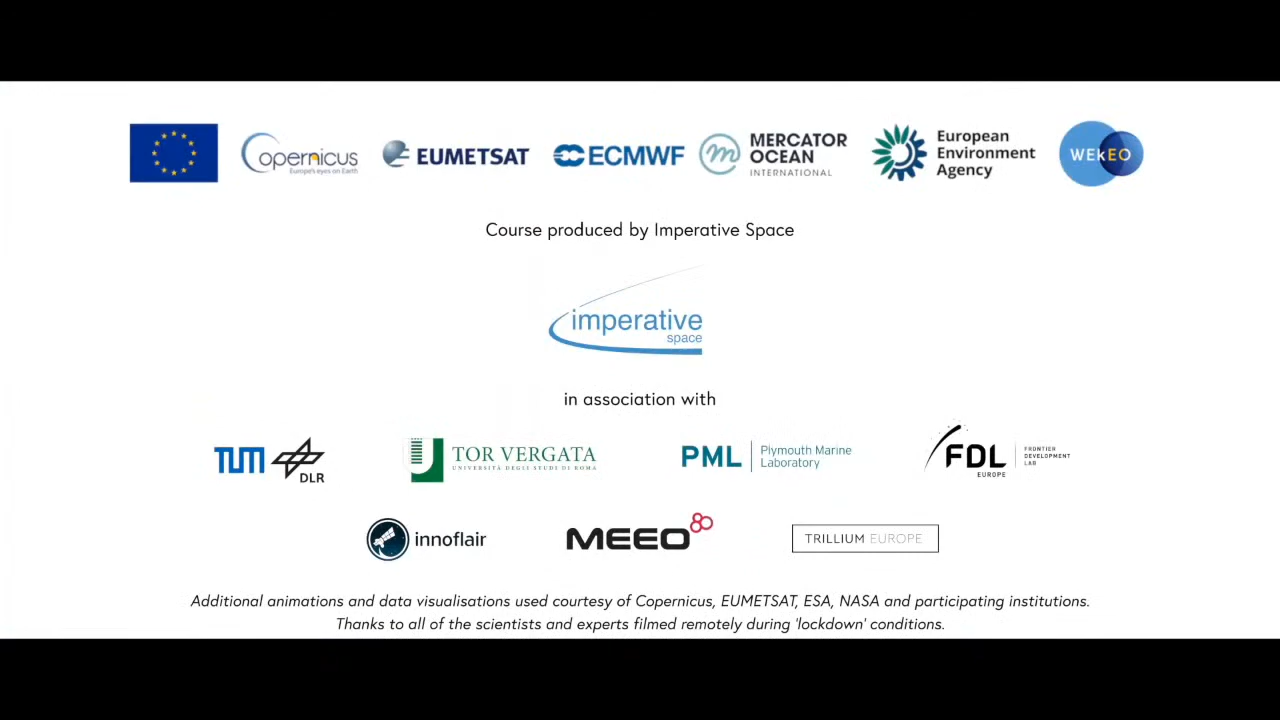 opernicus
Europe's eyes on Earth
EUMETSAT
ECMWF
MERCATOR
OCEAN
INTERNATIONAL
European
Environment
Agency
WEkEO
Course produced by Imperative Space
imperative
space
in association with
TUM
DLR
TOR VERGATA
UNIVERSITÀ DEGLI STUDI DI ROMA
PML
Plymouth Marine
Laboratory
FDL
EUROPE
FRONTIER
DEVELOPMENT
LAB
innoflair
MEEO
TRILLIUM EUROPE
Additional animations and data visualisations used courtesy of Copernicus, EUMETSAT, ESA, NASA and participating institutions.
Thanks to all of the scientists and experts filmed remotely during 'lockdown' conditions.